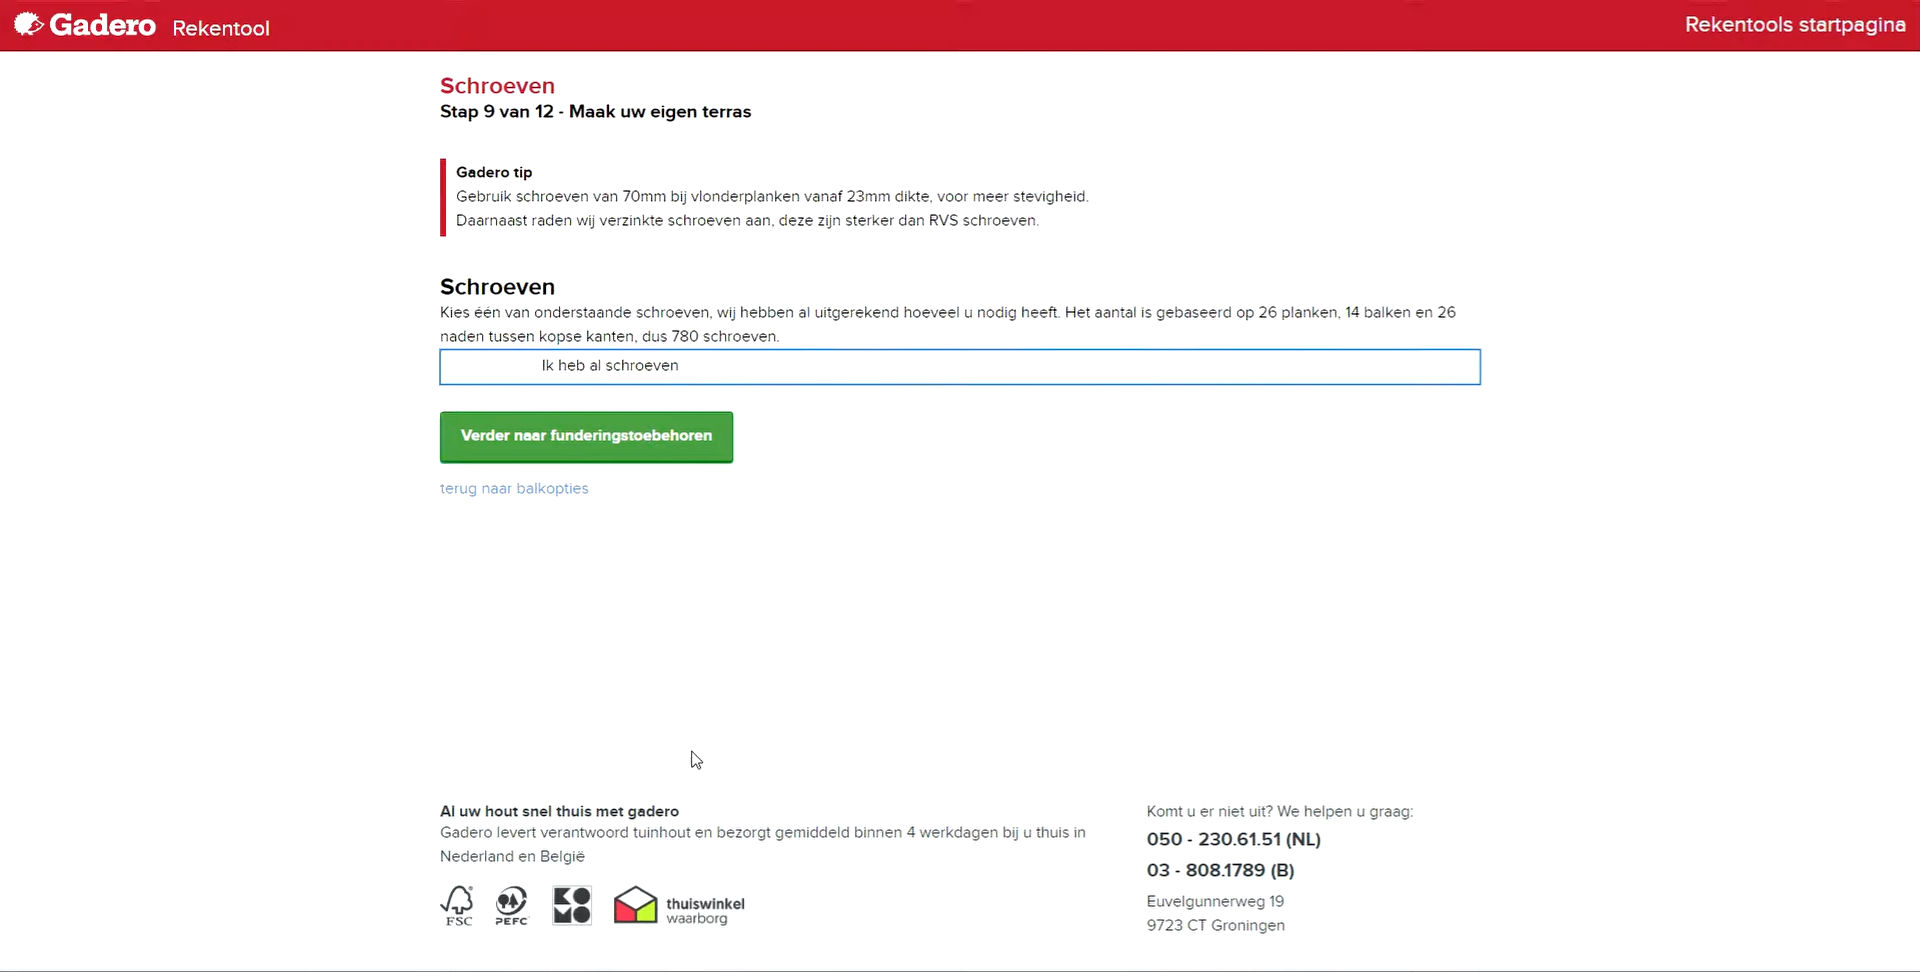 Gadero Rekentool
Rekentools startpagina
Schroeven
Stap 9 van 12 - Maak uw eigen terras
Gadero tip
Gebruik schroeven van 70mm bij vlonderplanken vanaf 23mm dikte, voor meer stevigheid.
Daarnaast raden wij verzinkte schroeven aan, deze zijn sterker dan RVS schroeven.
Schroeven
Kies één van onderstaande schroeven, wij hebben al uitgerekend hoeveel u nodig heeft. Het aantal is gebaseerd op 26 planken, 14 balken en 26
naden tussen kopse kanten, dus 780 schroeven.
Ik heb al schroeven
Verder naar funderingstoebehoren
terug naar balkopties
Al uw hout snel thuis met gadero
Gadero levert verantwoord tuinhout en bezorgt gemiddeld binnen 4 werkdagen bij u thuis in
Nederland en België
FSC
PEFC
KOMO
thuiswinkel
waarborg
Komt u er niet uit? We helpen u graag:
050 - 230.61.51 (NL)
03 - 808.1789 (B)
Euvelgunnerweg 19
9723 CT Groningen